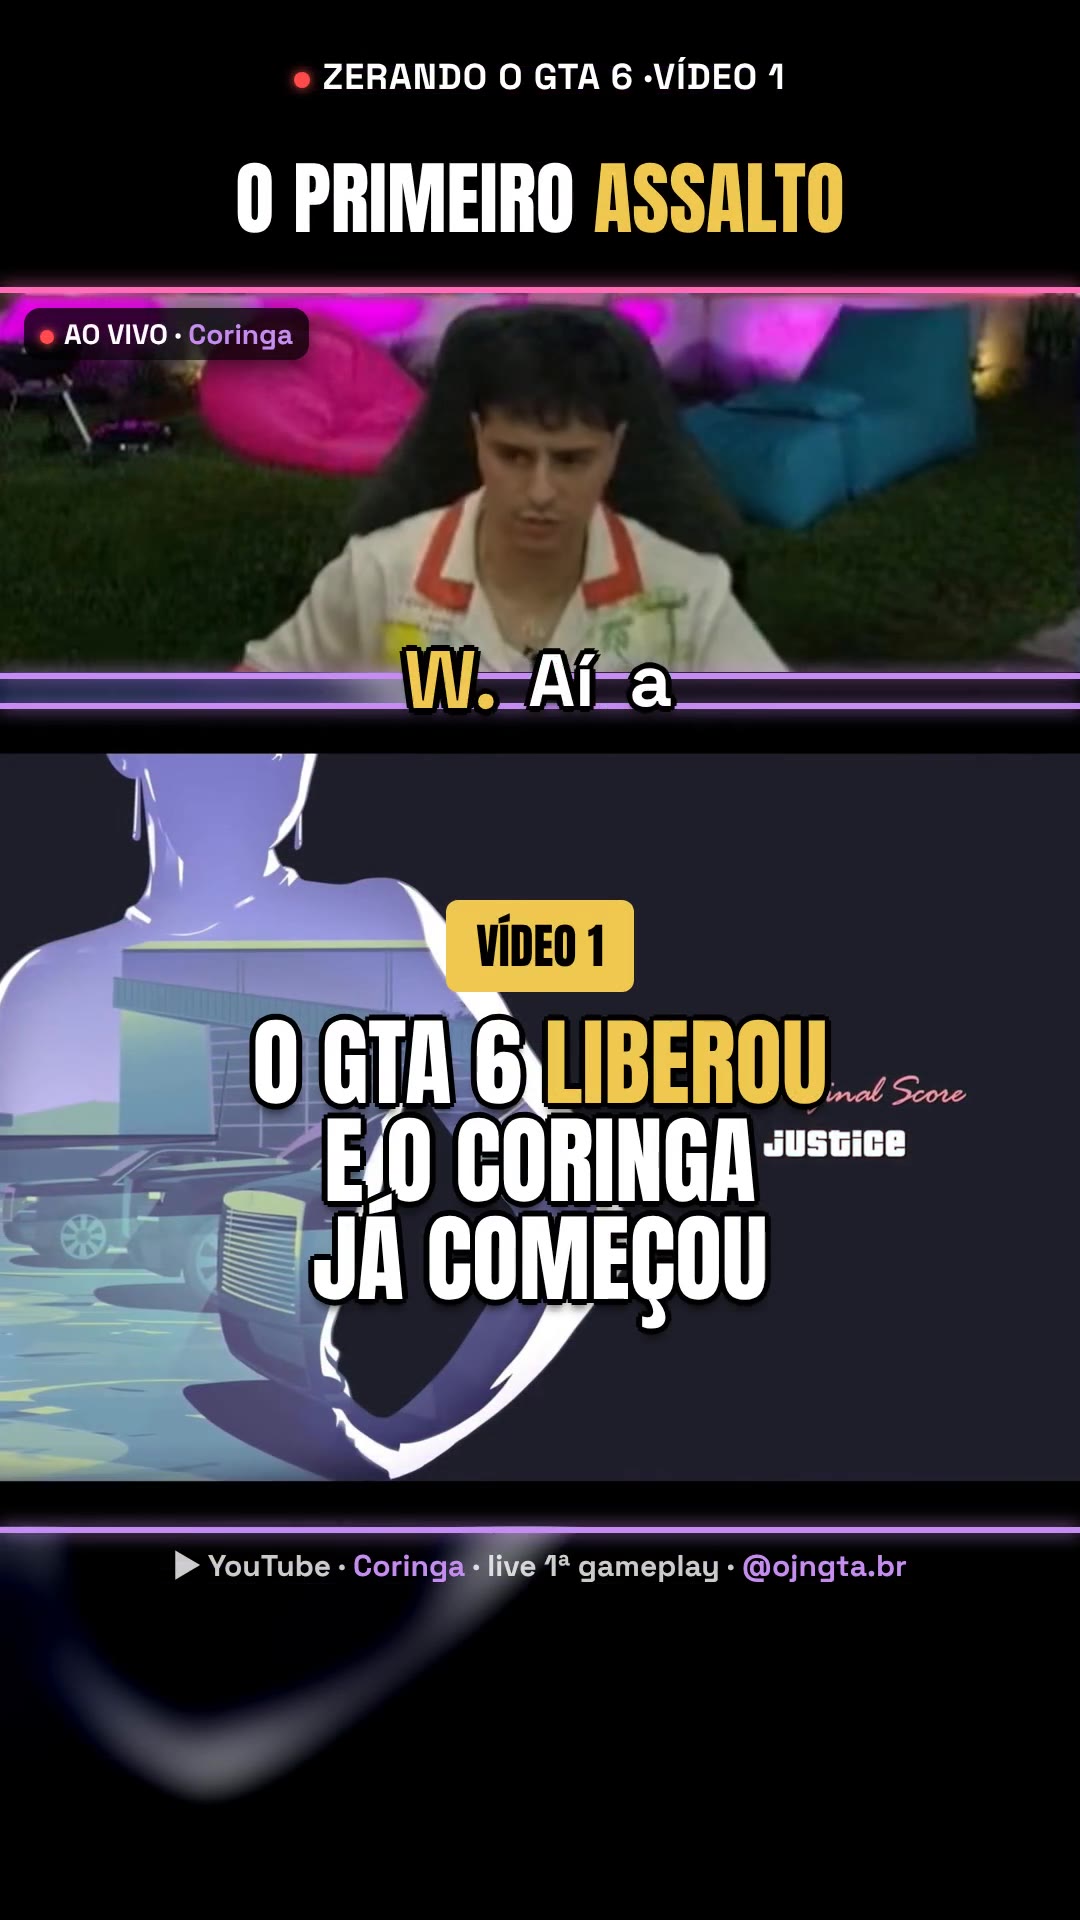 ZERANDO O GTA 6 · VÍDEO 1
O PRIMEIRO ASSALTO
AO VIVO · Coringa
W. Aí a
VÍDEO 1
O GTA 6 LIBEROU
E O CORINGA
JÁ COMEÇOU
Score
justice
▶ YouTube · Coringa · live 1ª gameplay · @ojngta.br